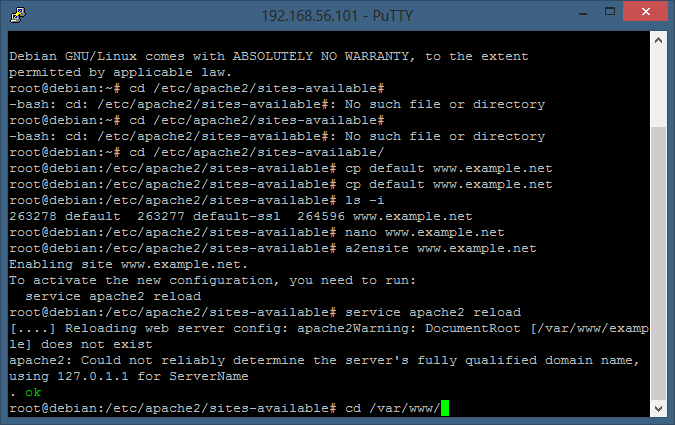 192.168.56.101 - PuTTY
Debian GNU/Linux comes with ABSOLUTELY NO WARRANTY, to the extent
permitted by applicable law.
root@debian:~# cd /etc/apache2/sites-available#
-bash: cd: /etc/apache2/sites-available#: No such file or directory
root@debian:~# cd /etc/apache2/sites-available#
-bash: cd: /etc/apache2/sites-available#: No such file or directory
root@debian:~# cd /etc/apache2/sites-available/
root@debian:/etc/apache2/sites-available# cp default www.example.net
root@debian:/etc/apache2/sites-available# cp default www.example.net
root@debian:/etc/apache2/sites-available# ls -i
263278 default  263277 default-ssl  264596 www.example.net
root@debian:/etc/apache2/sites-available# nano www.example.net
root@debian:/etc/apache2/sites-available# a2ensite www.example.net
Enabling site www.example.net.
To activate the new configuration, you need to run:
  service apache2 reload
root@debian:/etc/apache2/sites-available# service apache2 reload
[....] Reloading web server config: apache2Warning: DocumentRoot [/var/www/examp
le] does not exist
apache2: Could not reliably determine the server's fully qualified domain name,
using 127.0.1.1 for ServerName
. ok
root@debian:/etc/apache2/sites-available# cd /var/www/